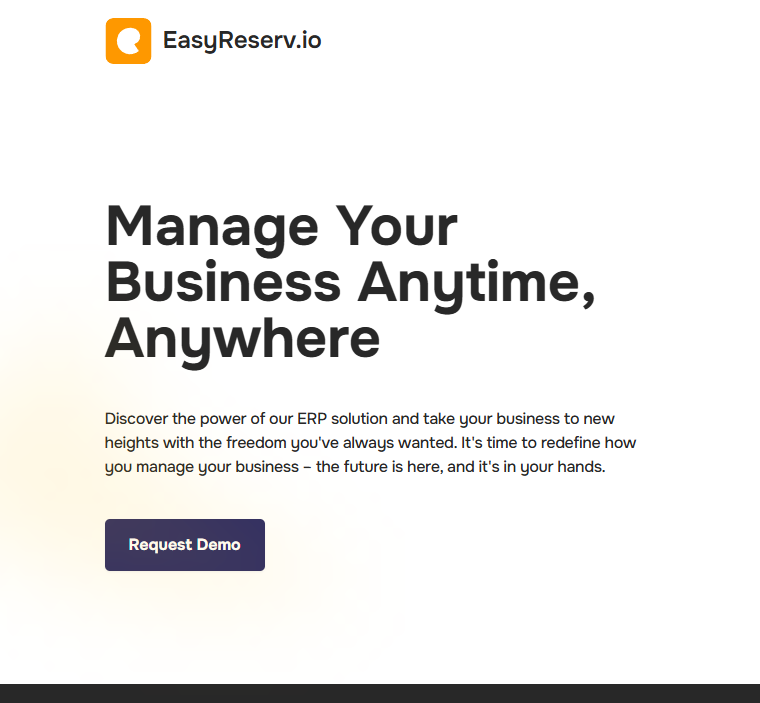 EasyReserv.io
Manage Your
Business Anytime,
Anywhere
Discover the power of our ERP solution and take your business to new
heights with the freedom you've always wanted. It's time to redefine how
you manage your business – the future is here, and it's in your hands.
Request Demo